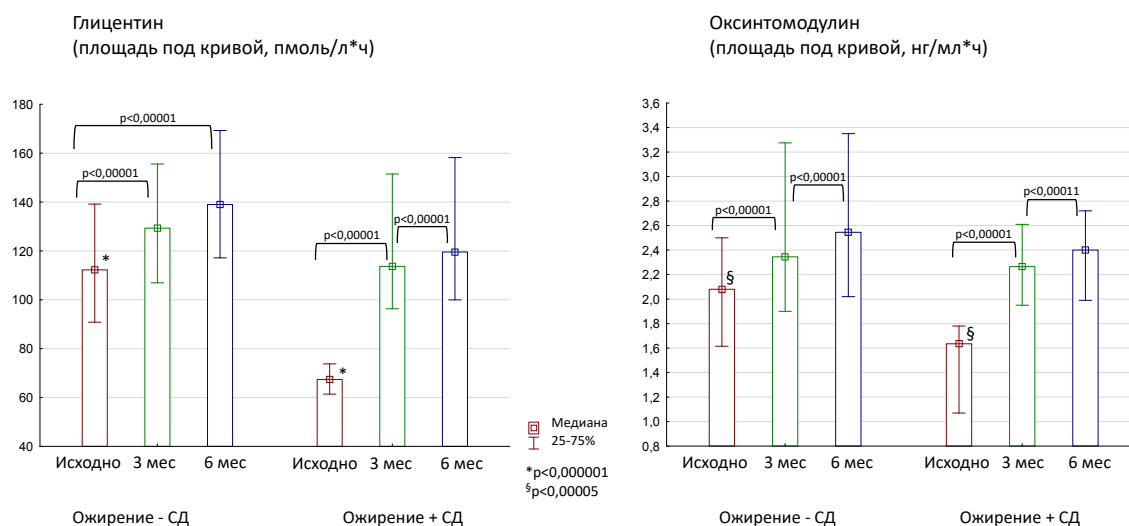 Глицентин
(площадь под кривой, пмоль/л*ч)
180
160
140
120
100
80
60
40
p<0,00001
p<0,00001
*
p<0,00001
p<0,00001
*
Исходно 3 мес 6 мес Исходно 3 мес 6 мес
Ожирение - СД Ожирение + СД
Медиана
25-75%
*p<0,000001
§p<0,00005
Оксинтомодулин
(площадь под кривой, нг/мл*ч)
3,6
3,4
3,2
3,0
2,8
2,6
2,4
2,2
2,0
1,8
1,6
1,4
1,2
1,0
0,8
p<0,00001
p<0,00001
§
p<0,00011
p<0,00001
§
Исходно 3 мес 6 мес Исходно 3 мес 6 мес
Ожирение - СД Ожирение + СД